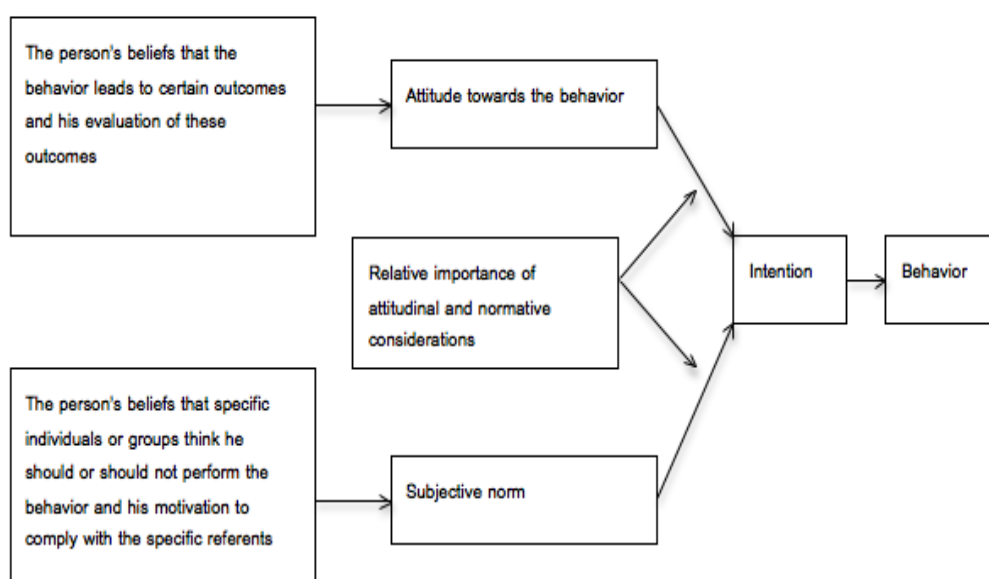 The person's beliefs that the
behavior leads to certain outcomes
and his evaluation of these
outcomes
Attitude towards the behavior
Relative importance of
attitudinal and normative
considerations
Intention
Behavior
The person's beliefs that specific
individuals or groups think he
should or should not perform the
behavior and his motivation to
comply with the specific referents
Subjective norm